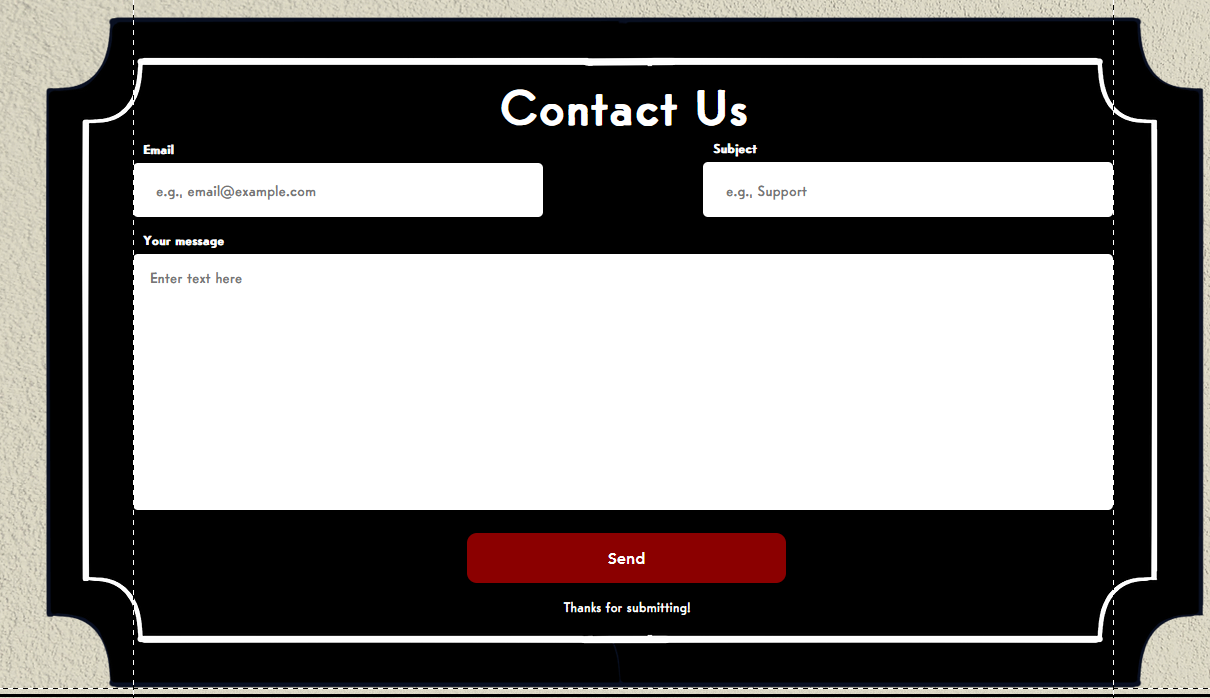 Contact Us
Email
Subject
e.g., email@example.com
e.g., Support
Your message
Enter text here
Send
Thanks for submitting!